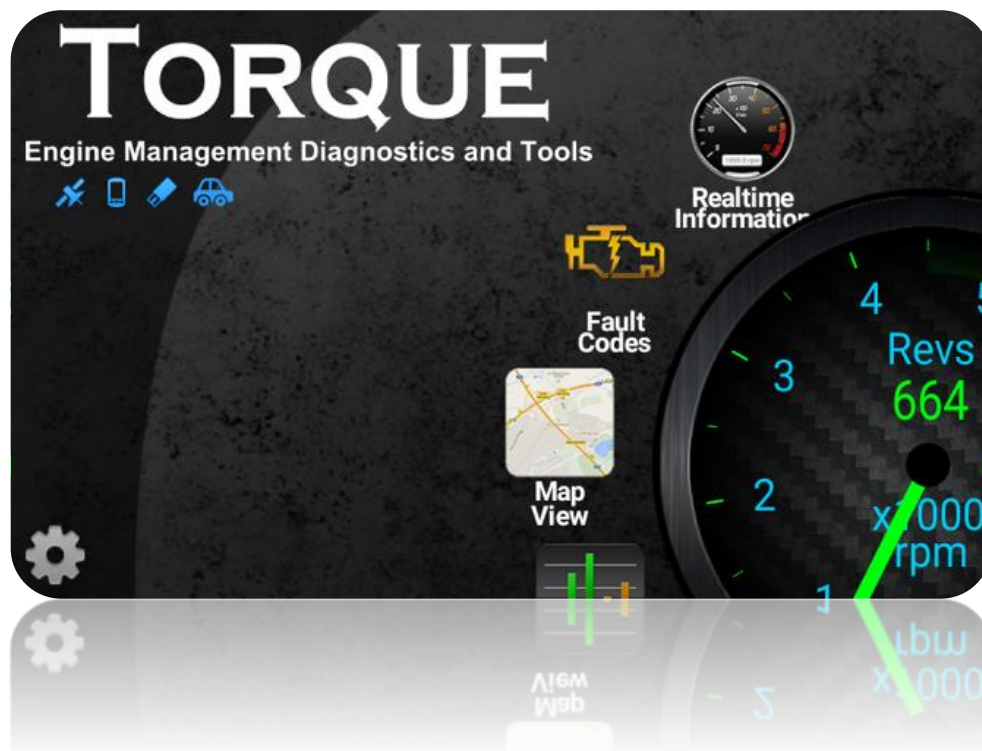 TORQUE
Engine Management Diagnostics and Tools
Realtime
Information
Fault
Codes
Map
View
4
3
2
1
Revs
664
x1000
rpm